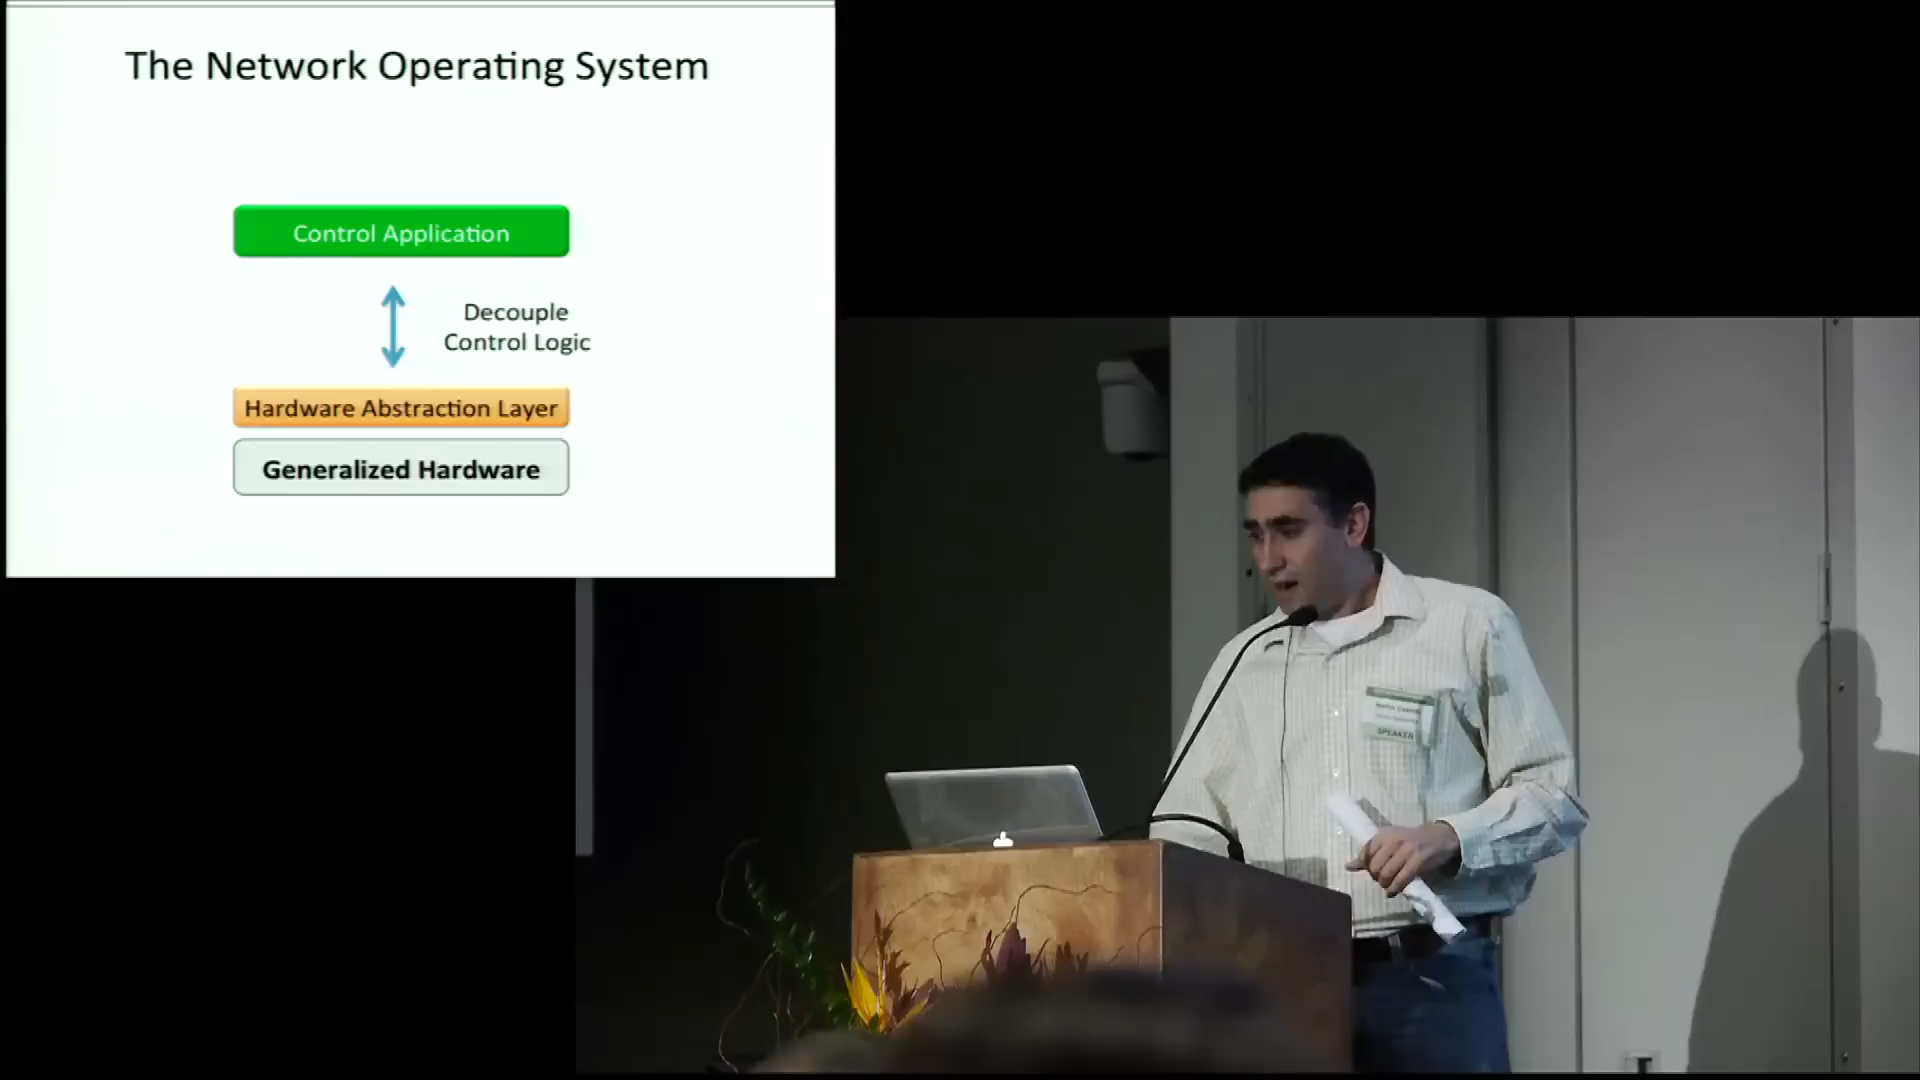 The Network Operating System
Control Application
Decouple
Control Logic
Hardware Abstraction Layer
Generalized Hardware
SPEAKER